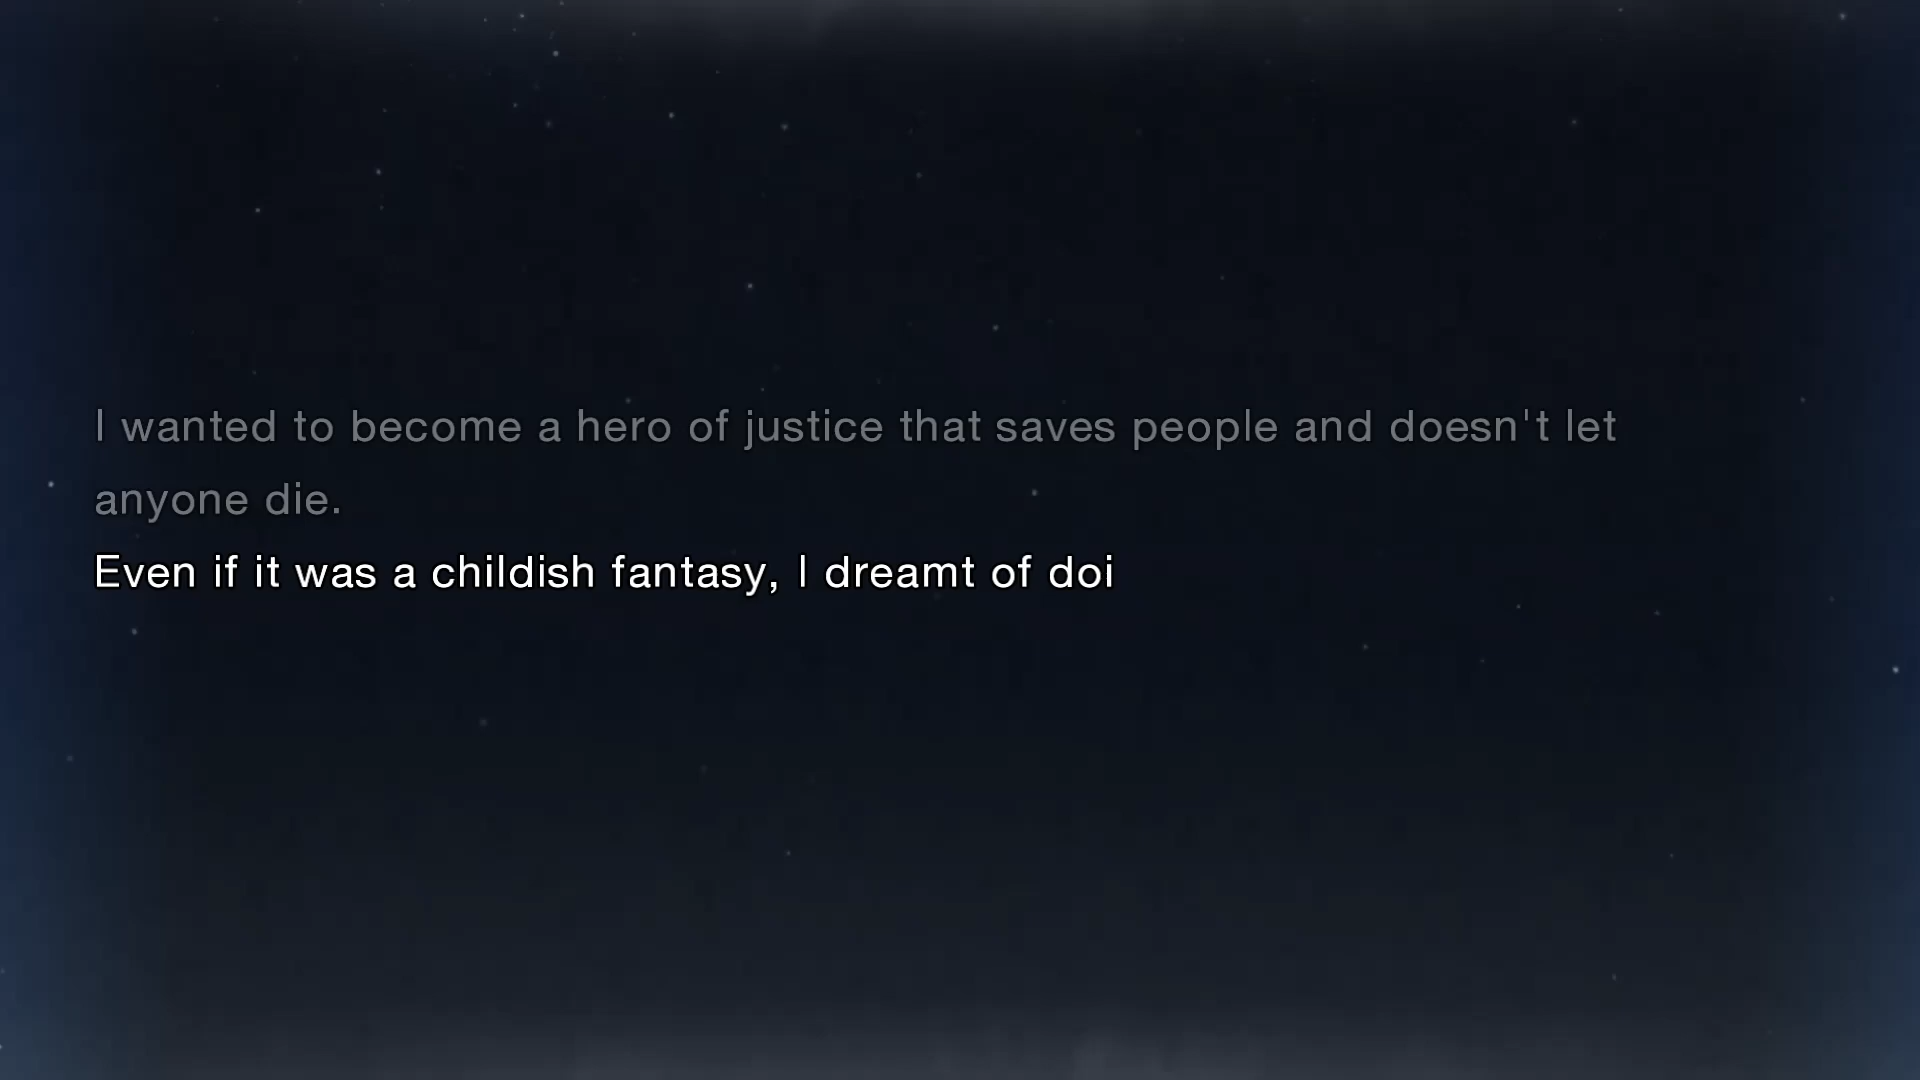 I wanted to become a hero of justice that saves people and doesn't let
anyone die.
Even if it was a childish fantasy, I dreamt of doi